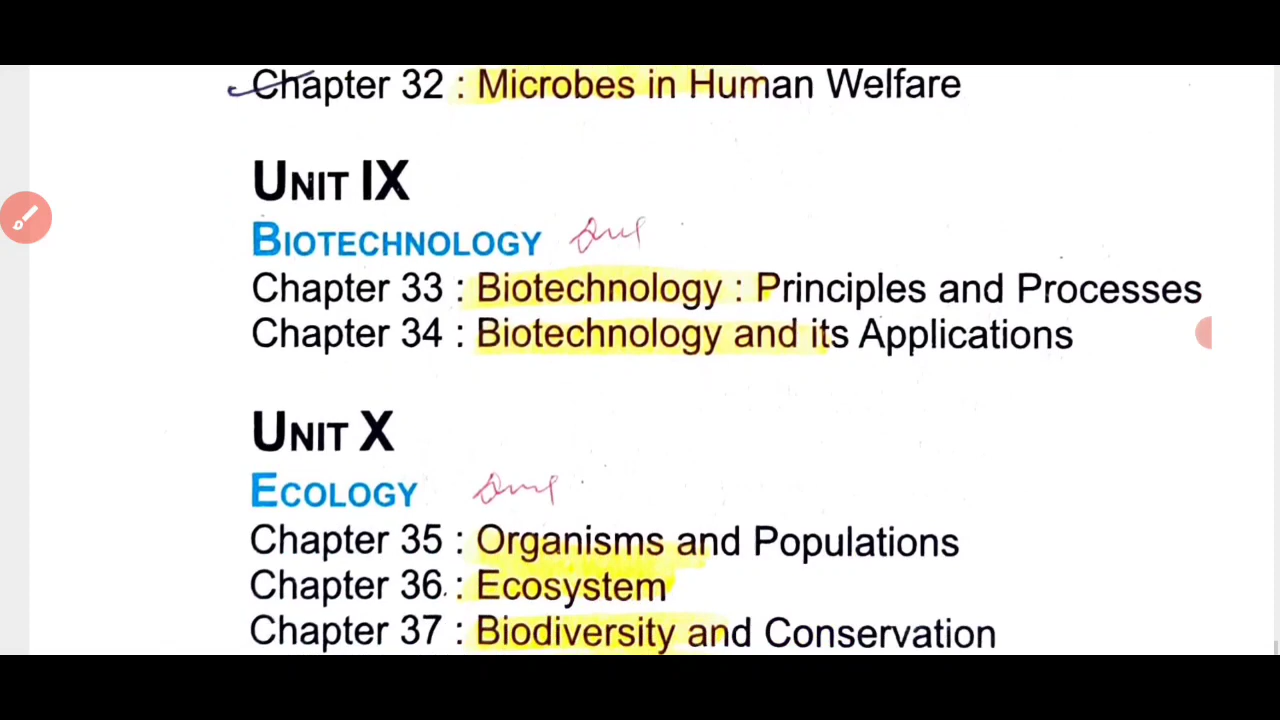 Chapter 32 : Microbes in Human Welfare
UNIT IX
BIOTECHNOLOGY
Chapter 33 : Biotechnology : Principles and Processes
Chapter 34 : Biotechnology and its Applications
UNIT X
ECOLOGY
Chapter 35 : Organisms and Populations
Chapter 36 : Ecosystem
Chapter 37 : Biodiversity and Conservation